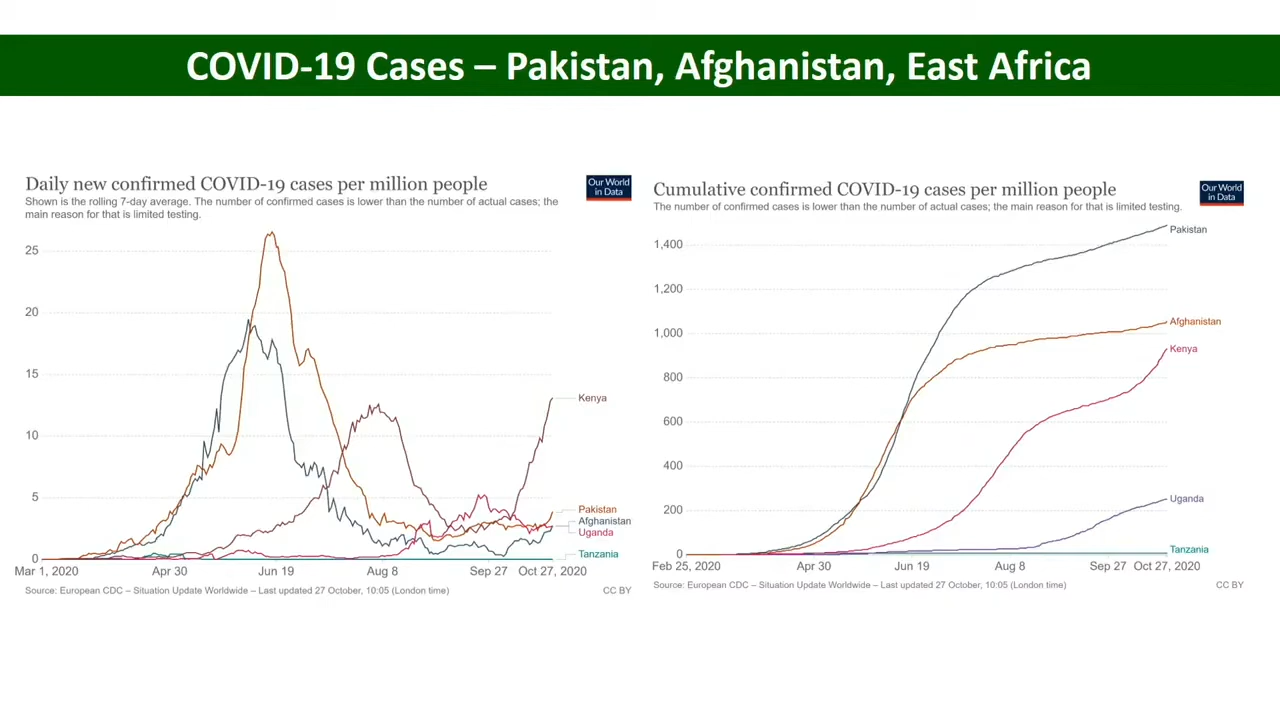 COVID-19 Cases – Pakistan, Afghanistan, East Africa
Daily new confirmed COVID-19 cases per million people
Shown is the rolling 7-day average. The number of confirmed cases is lower than the number of actual cases; the
main reason for that is limited testing.
Our World
in Data
25
20
15
10
5
0
Kenya
Pakistan
Afghanistan
Uganda
Tanzania
Mar 1, 2020 Apr 30 Jun 19 Aug 8 Sep 27 Oct 27, 2020
Source: European CDC – Situation Update Worldwide – Last updated 27 October, 10:05 (London time) CC BY
Cumulative confirmed COVID-19 cases per million people
The number of confirmed cases is lower than the number of actual cases; the main reason for that is limited testing.
Our World
in Data
1,400
1,200
1,000
800
600
400
200
0
Pakistan
Afghanistan
Kenya
Uganda
Tanzania
Feb 25, 2020 Apr 30 Jun 19 Aug 8 Sep 27 Oct 27, 2020
Source: European CDC – Situation Update Worldwide – Last updated 27 October, 10:05 (London time) CC BY